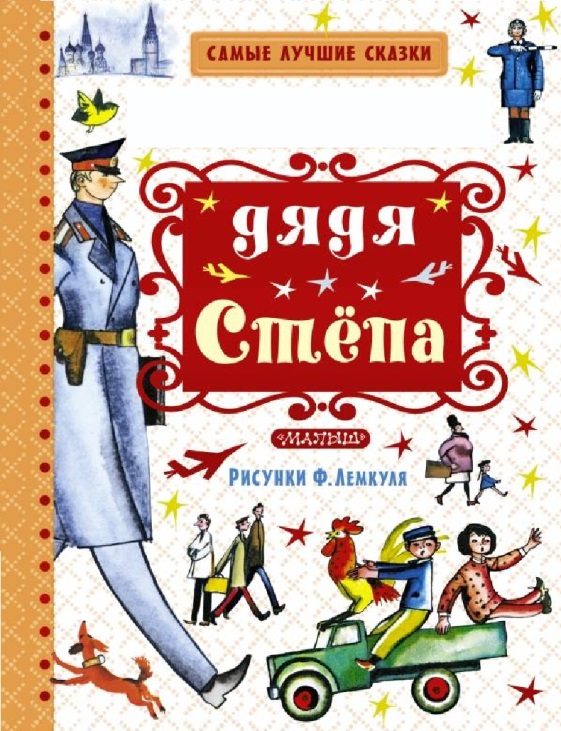 САМЫЕ ЛУЧШИЕ СКАЗКИ
ДЯДЯ
Стёпа
«МАЛЫШ»
Рисунки Ф. Лемкуля